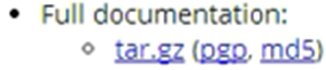 • Full documentation:
◦ tar.gz (pgp, md5)